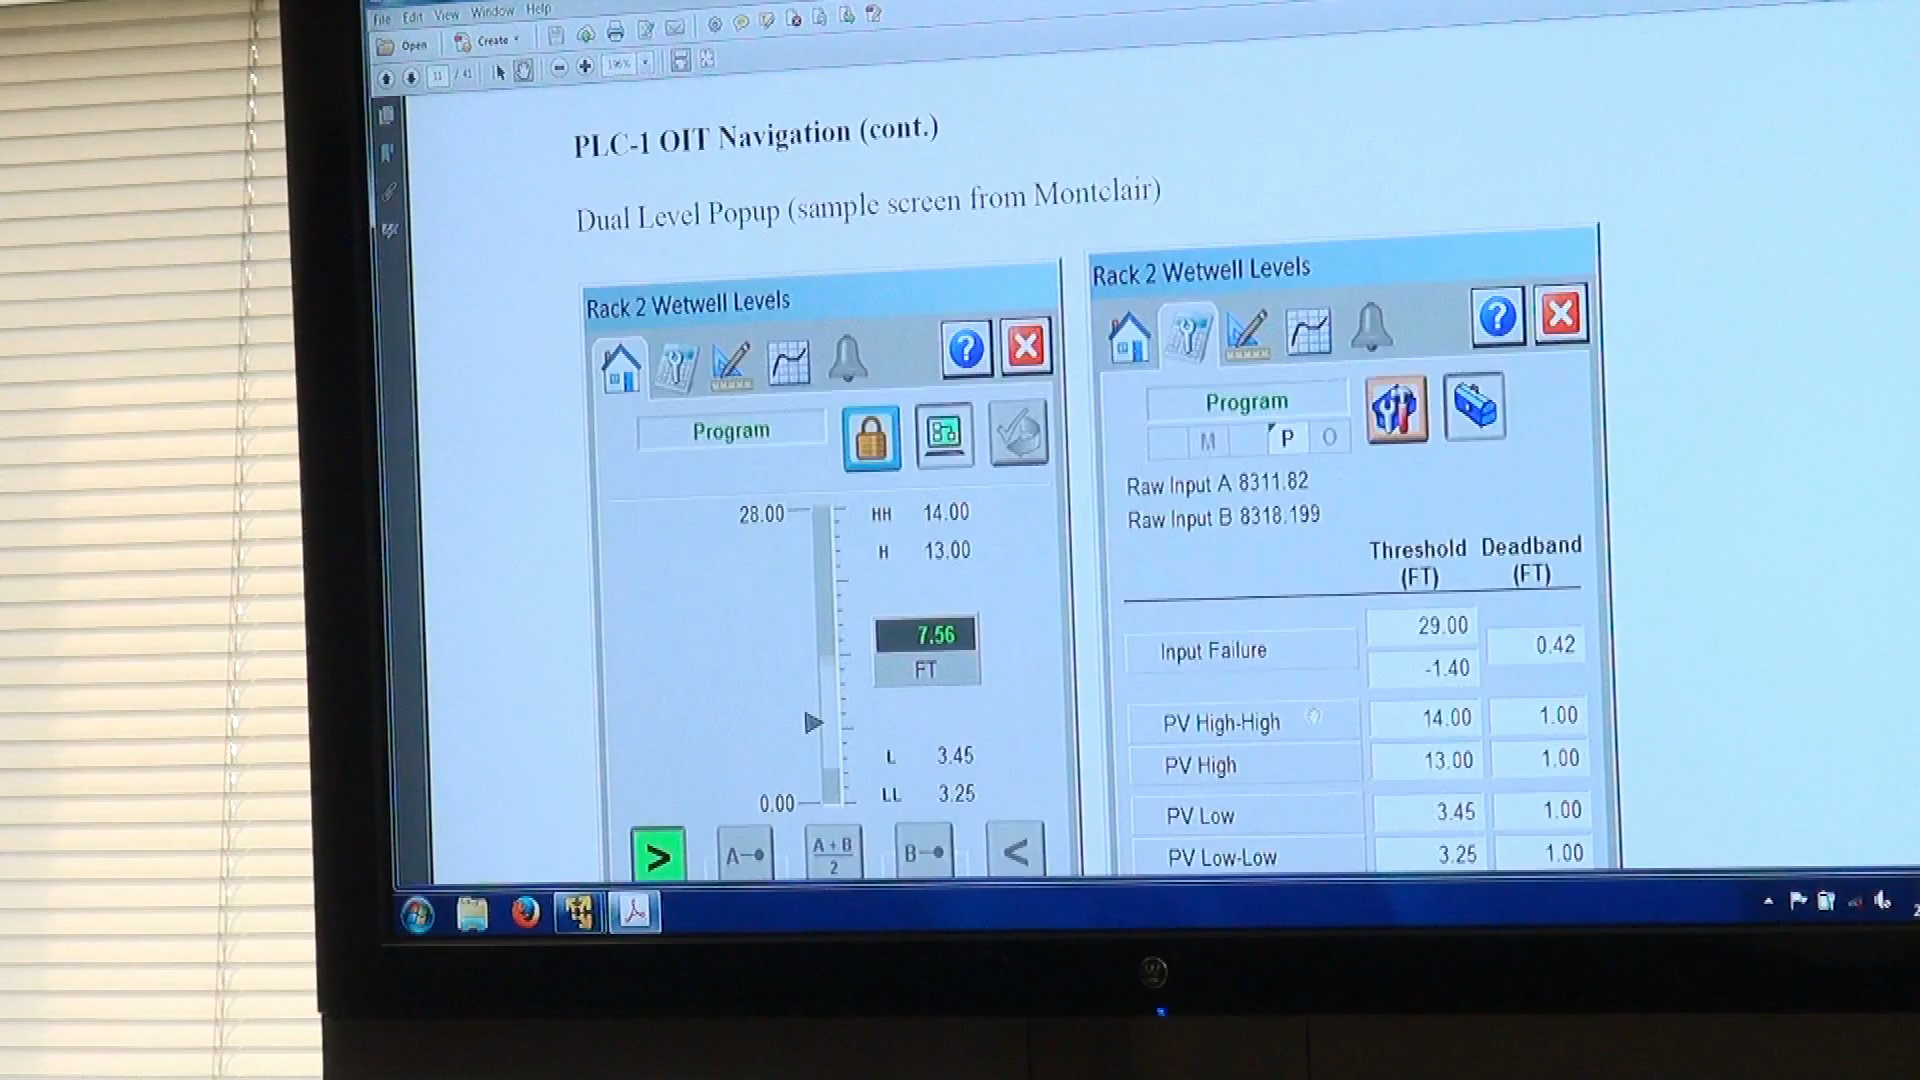 File Edit View Window Help
Open Create
11 / 41 196%
PLC-1 OIT Navigation (cont.)
Dual Level Popup (sample screen from Montclair)
Rack 2 Wetwell Levels
?
Program
28.00
HH 14.00
H 13.00
7.56
FT
L 3.45
LL 3.25
0.00
> A A + B B <
2
Rack 2 Wetwell Levels
?
Program
M P O
Raw Input A 8311.82
Raw Input B 8318.199
Threshold Deadband
(FT) (FT)
Input Failure 29.00 0.42
-1.40
PV High-High 14.00 1.00
PV High 13.00 1.00
PV Low 3.45 1.00
PV Low-Low 3.25 1.00